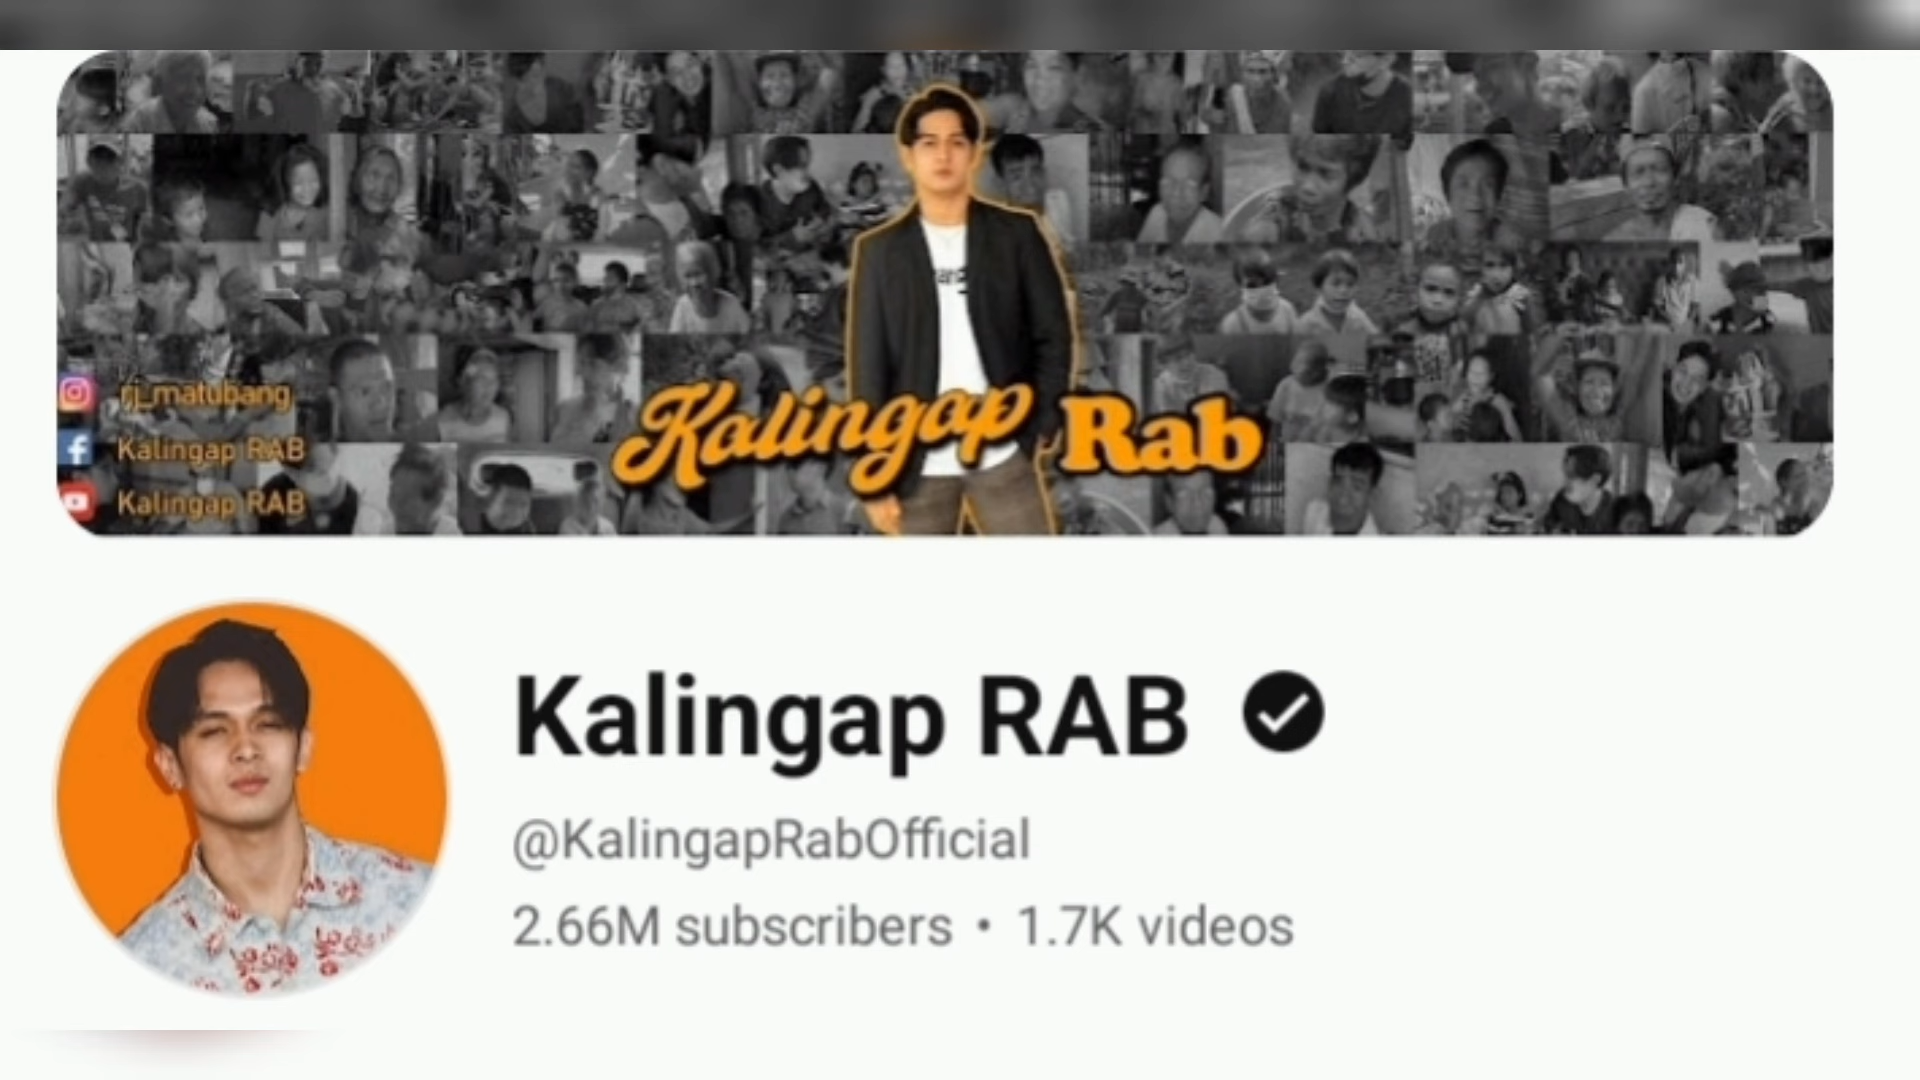 rj_matubang
Kalingap RAB
Kalingap RAB
Kalingap Rab
Kalingap RAB
@KalingapRabOfficial
2.66M subscribers • 1.7K videos